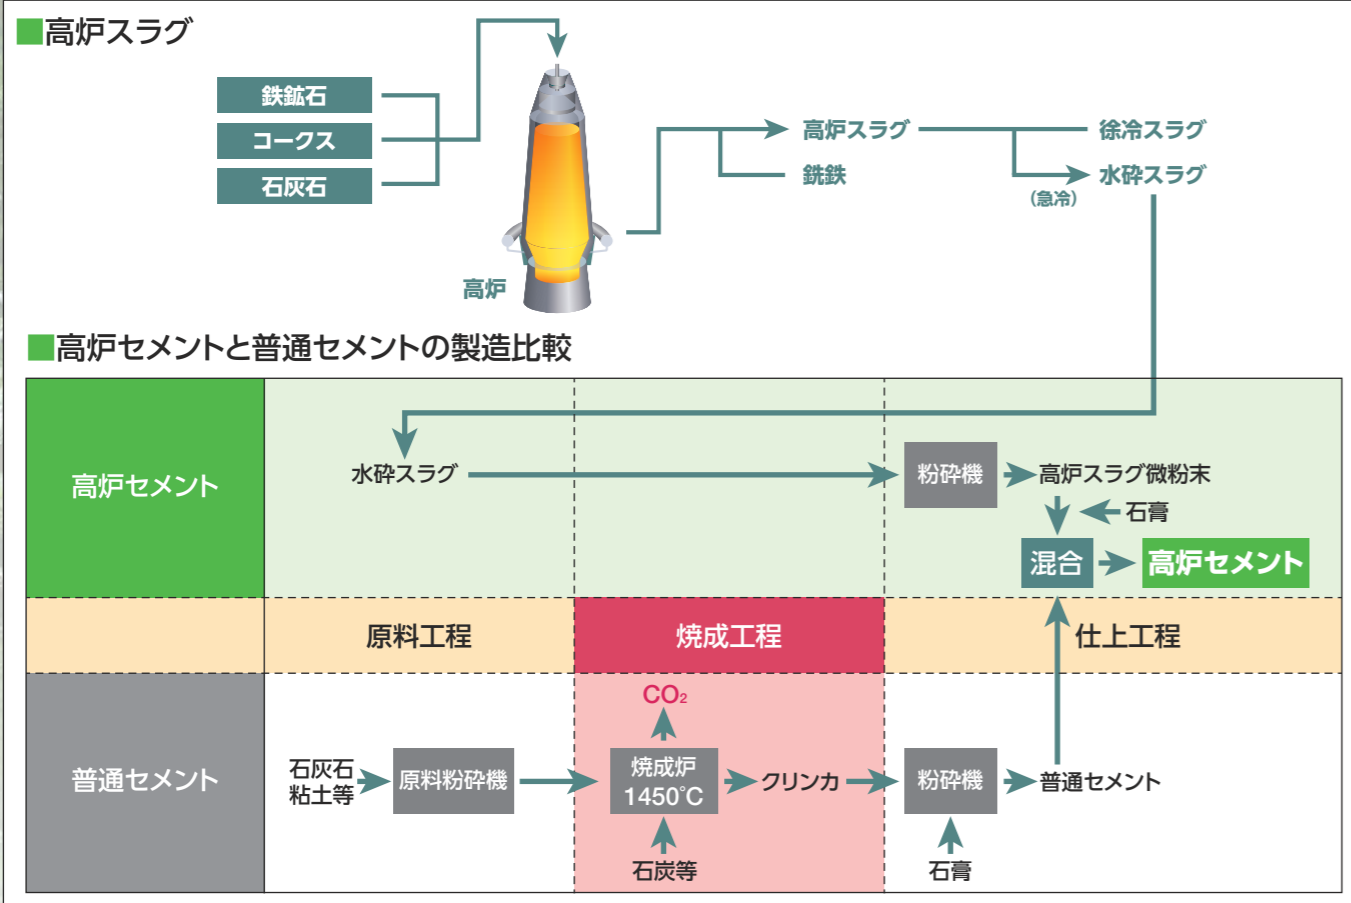 ■高炉スラグ
鉄鉱石
コークス
石灰石
高炉
高炉スラグ
銑鉄
徐冷スラグ
水砕スラグ
(急冷)
■高炉セメントと普通セメントの製造比較
高炉セメント
水砕スラグ
粉砕機
高炉スラグ微粉末
石膏
混合
高炉セメント
原料工程
焼成工程
仕上工程
普通セメント
石灰石
粘土等
原料粉砕機
CO₂
焼成炉
1450℃
石炭等
クリンカ
粉砕機
石膏
普通セメント